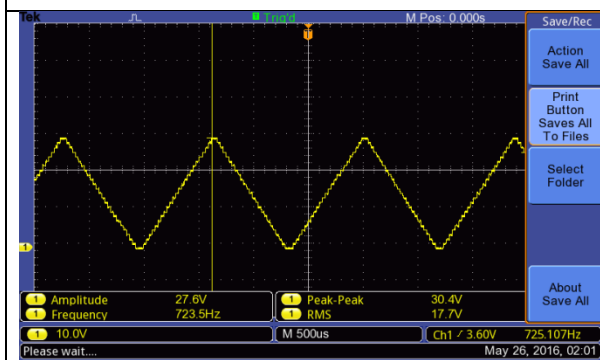 Tek Trig'd M Pos: 0.000s Save/Rec
Action
Save All
Print
Button
Saves All
To Files
Select
Folder
About
Save All
1
1 Amplitude 27.6V 1 Peak-Peak 30.4V
1 Frequency 723.5Hz 1 RMS 17.7V
1 10.0V M 500us Ch1 3.60V 725.107Hz
Please wait.... May 26, 2016, 02:01